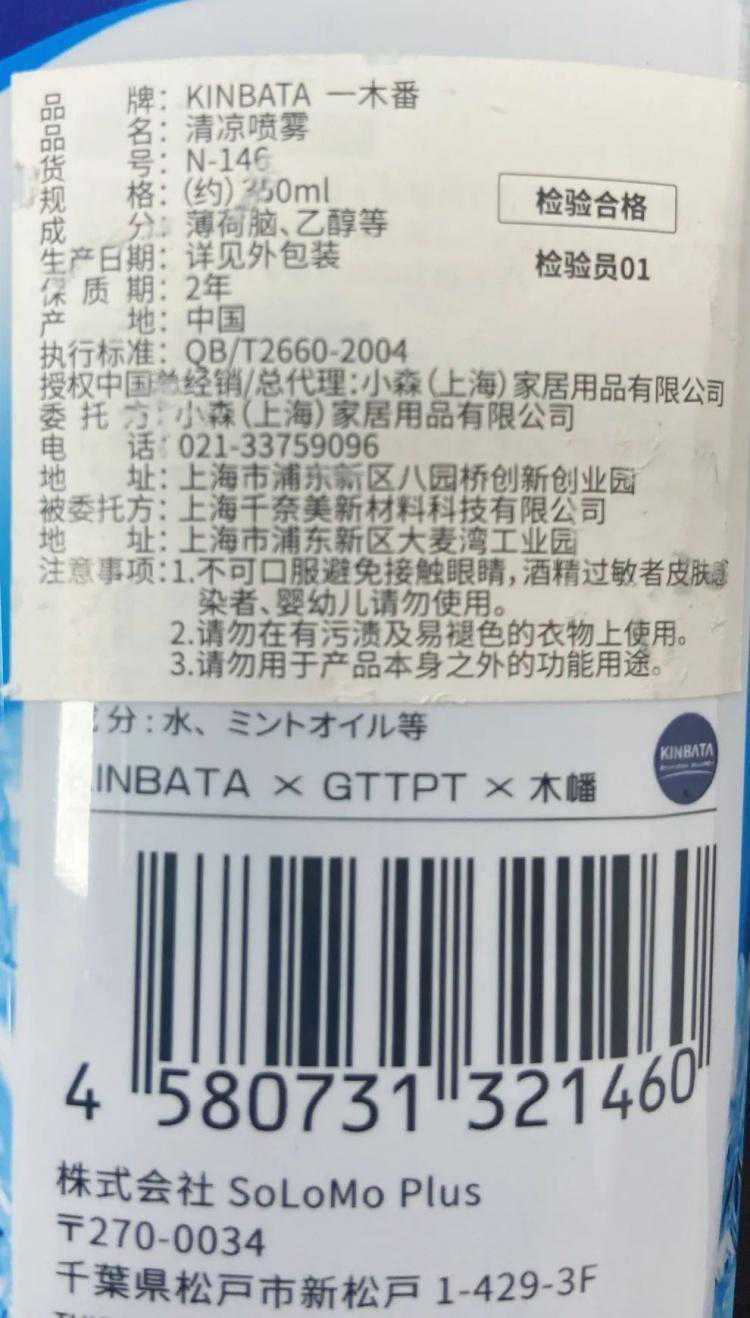 品牌：KINBATA 一木番
品名：清凉喷雾
货号：N-146
规格：(约)350ml
检验合格
成分：薄荷脑、乙醇等
生产日期：详见外包装
检验员01
保质期：2年
产地：中国
执行标准：QB/T2660-2004
授权中国总经销/总代理：小森（上海）家居用品有限公司
委托方：小森（上海）家居用品有限公司
电话：021-33759096
地址：上海市浦东新区八园桥创新创业园
被委托方：上海千奈美新材料科技有限公司
地址：上海市浦东新区大麦湾工业园
注意事项：1.不可口服避免接触眼睛，酒精过敏者皮肤感
染者、婴幼儿请勿使用。
2.请勿在有污渍及易褪色的衣物上使用。
3.请勿用于产品本身之外的功能用途。
成分：水、ミントオイル等
KINBATA
KINBATA × GTTPT × 木幡
4 580731 321460
株式会社 SoLoMo Plus
〒270-0034
千葉県松戸市新松戸 1-429-3F